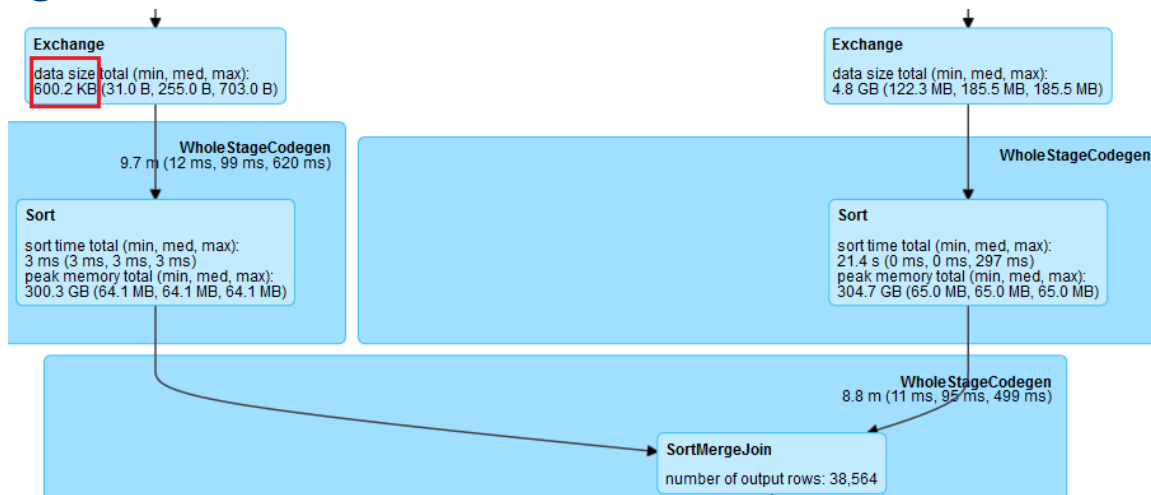 Exchange
data size total (min, med, max):
600.2 KB (31.0 B, 255.0 B, 703.0 B)
Exchange
data size total (min, med, max):
4.8 GB (122.3 MB, 185.5 MB, 185.5 MB)
WholeStageCodegen
9.7 m (12 ms, 99 ms, 620 ms)
WholeStageCodegen
Sort
sort time total (min, med, max):
3 ms (3 ms, 3 ms, 3 ms)
peak memory total (min, med, max):
300.3 GB (64.1 MB, 64.1 MB, 64.1 MB)
Sort
sort time total (min, med, max):
21.4 s (0 ms, 0 ms, 297 ms)
peak memory total (min, med, max):
304.7 GB (65.0 MB, 65.0 MB, 65.0 MB)
WholeStageCodegen
8.8 m (11 ms, 95 ms, 499 ms)
SortMergeJoin
number of output rows: 38,564